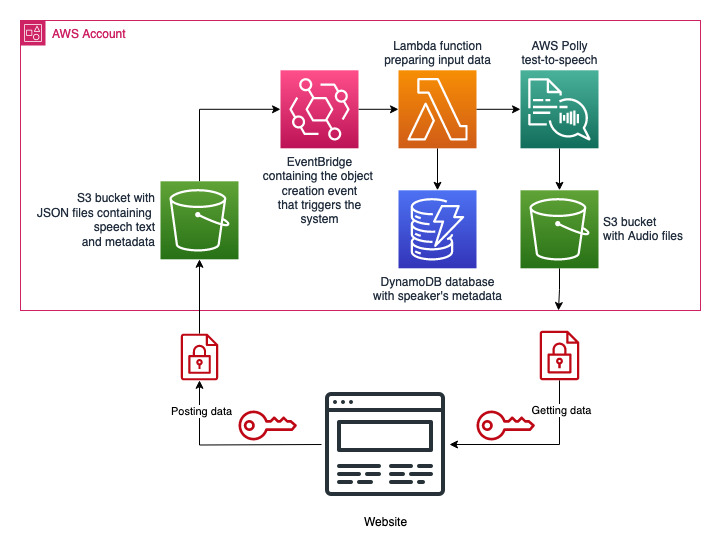 AWS Account
Lambda function
preparing input data
AWS Polly
test-to-speech
EventBridge
containing the object
creation event
that triggers the
system
S3 bucket with
JSON files containing
speech text
and metadata
S3 bucket
with Audio files
DynamoDB database
with speaker's metadata
Posting data
Getting data
Website